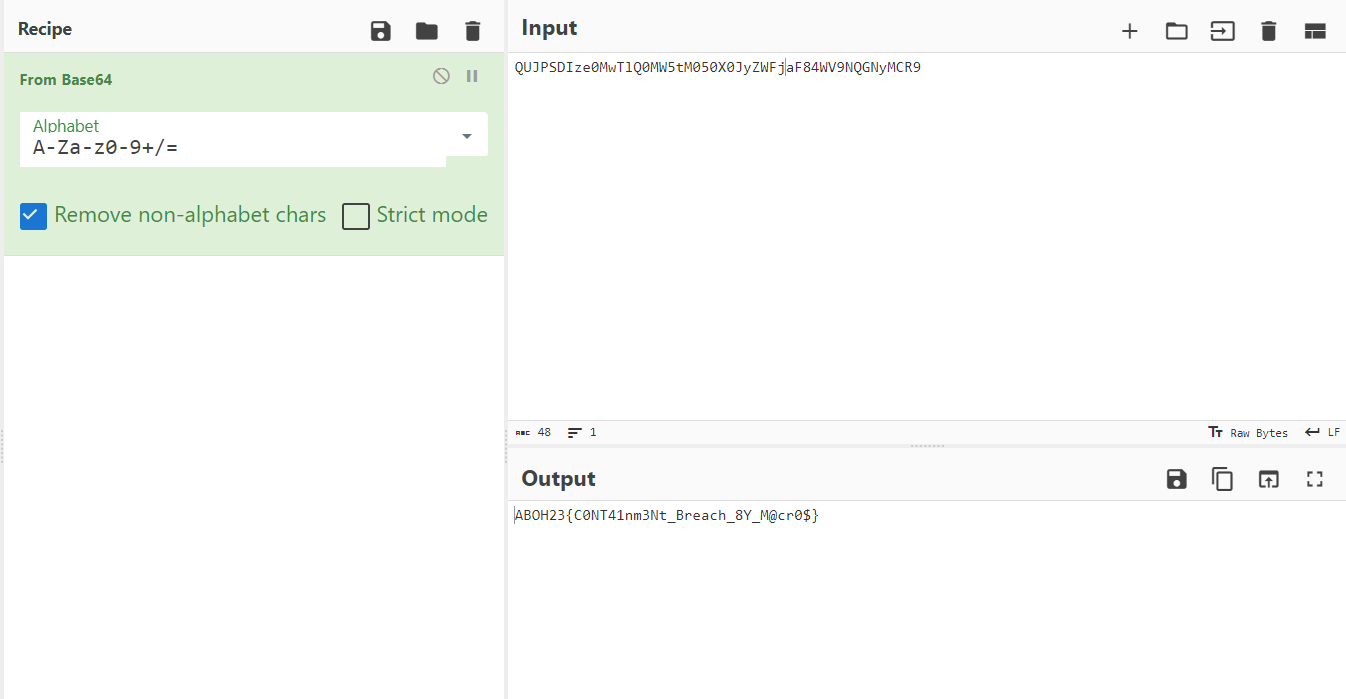 Recipe
From Base64
Alphabet
A-Za-z0-9+/=
Remove non-alphabet chars Strict mode
Input
QUJPSDIze0MwTlQ0MW5tM050X0JyZWFjaF84WV9NQGNyMCR9
ABC 48 1 Tт Raw Bytes LF
Output
ABOH23{C0NT41nm3Nt_Breach_8Y_M@cr0$}